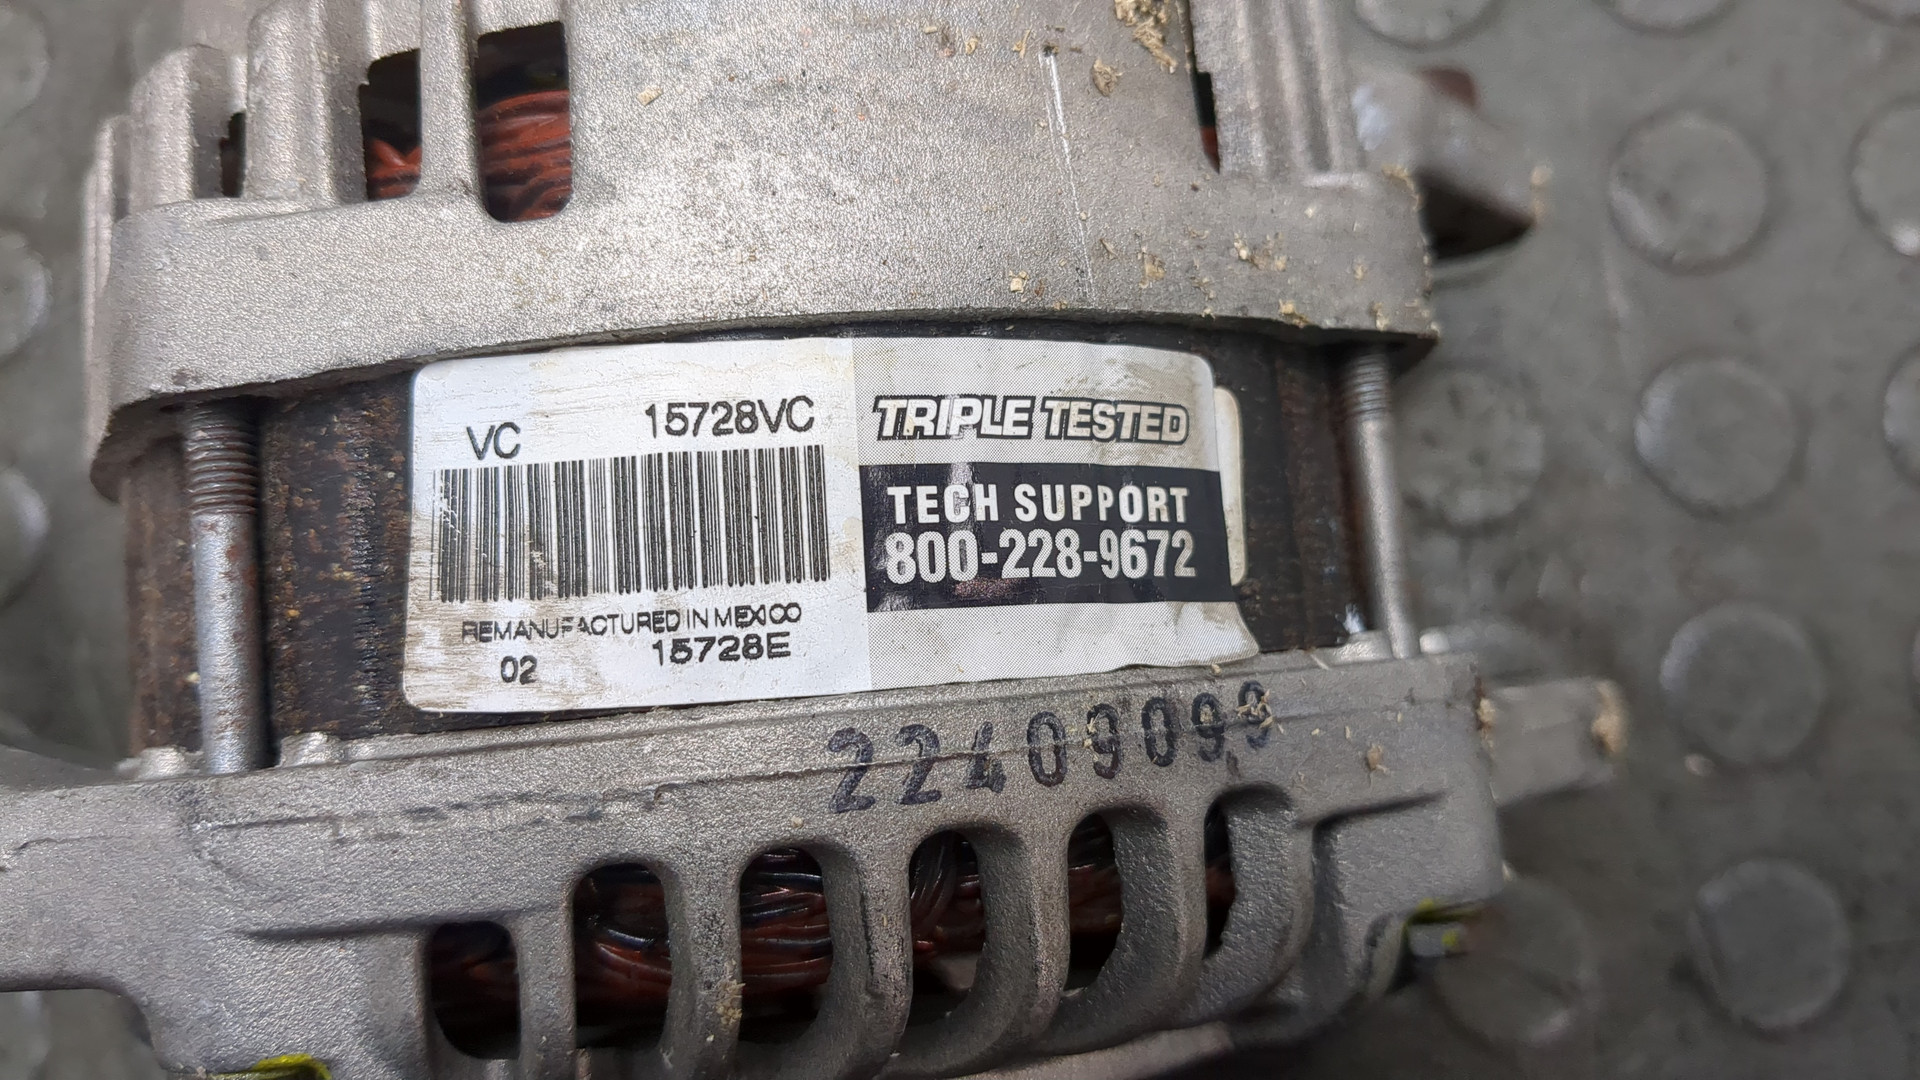 VC 15728VC
REMANUFACTURED IN MEXICO
02 15728E
TRIPLE TESTED
TECH SUPPORT
800-228-9672
22409099